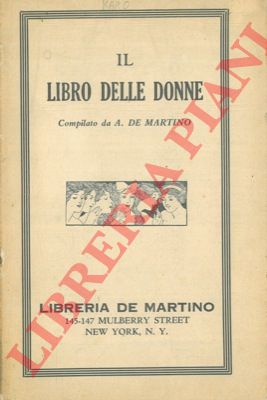 RARO
IL
LIBRO DELLE DONNE
Compilato da A. DE MARTINO
LIBRERIA DE MARTINO
145-147 MULBERRY STREET
NEW YORK, N. Y.
LIBRERIA PIANI